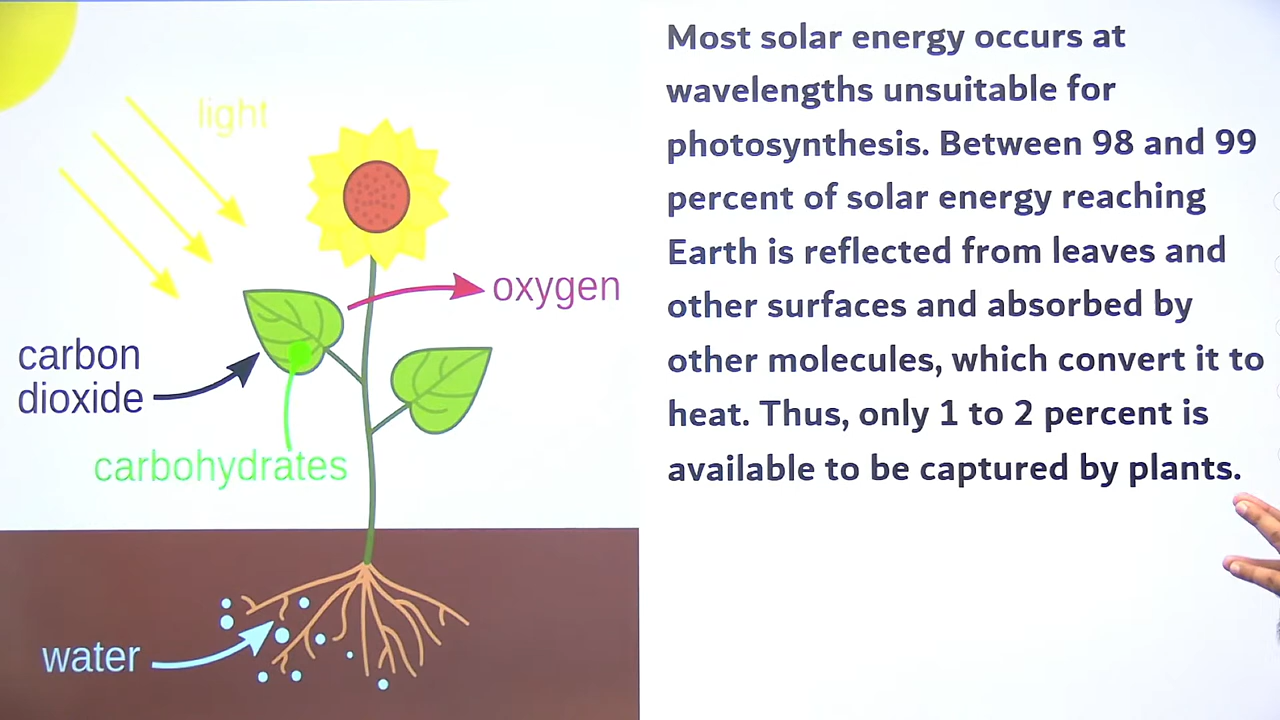 light
oxygen
carbon
dioxide
carbohydrates
water
Most solar energy occurs at
wavelengths unsuitable for
photosynthesis. Between 98 and 99
percent of solar energy reaching
Earth is reflected from leaves and
other surfaces and absorbed by
other molecules, which convert it to
heat. Thus, only 1 to 2 percent is
available to be captured by plants.